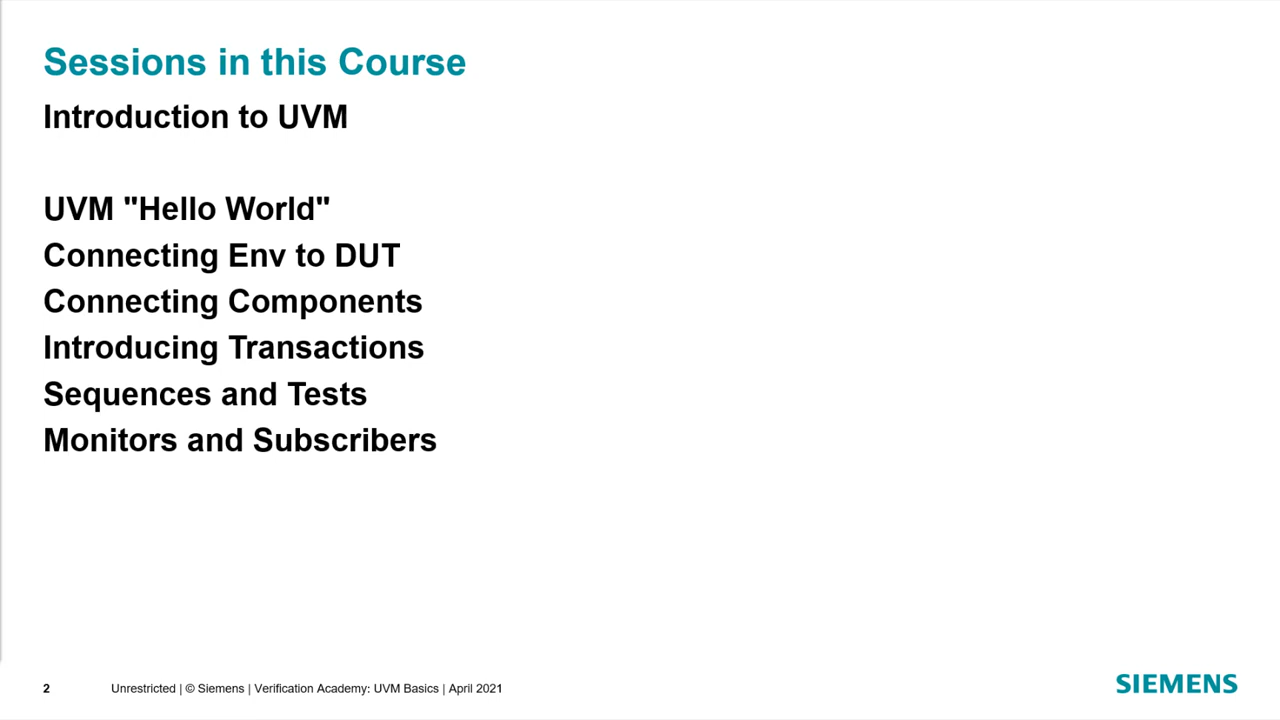 Sessions in this Course
Introduction to UVM
UVM "Hello World"
Connecting Env to DUT
Connecting Components
Introducing Transactions
Sequences and Tests
Monitors and Subscribers
2
Unrestricted | © Siemens | Verification Academy: UVM Basics | April 2021
SIEMENS